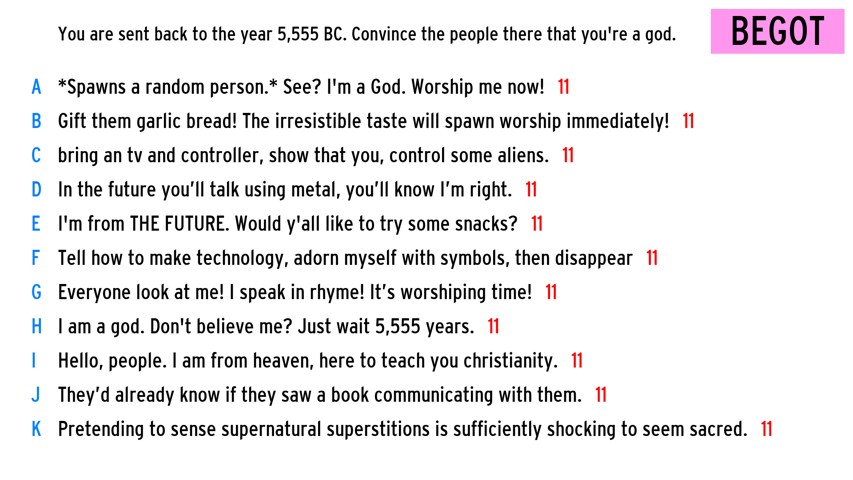 You are sent back to the year 5,555 BC. Convince the people there that you're a god.
BEGOT
A *Spawns a random person.* See? I'm a God. Worship me now! 11
B Gift them garlic bread! The irresistible taste will spawn worship immediately! 11
C bring an tv and controller, show that you, control some aliens. 11
D In the future you’ll talk using metal, you’ll know I’m right. 11
E I'm from THE FUTURE. Would y'all like to try some snacks? 11
F Tell how to make technology, adorn myself with symbols, then disappear 11
G Everyone look at me! I speak in rhyme! It’s worshiping time! 11
H I am a god. Don't believe me? Just wait 5,555 years. 11
I Hello, people. I am from heaven, here to teach you christianity. 11
J They’d already know if they saw a book communicating with them. 11
K Pretending to sense supernatural superstitions is sufficiently shocking to seem sacred. 11